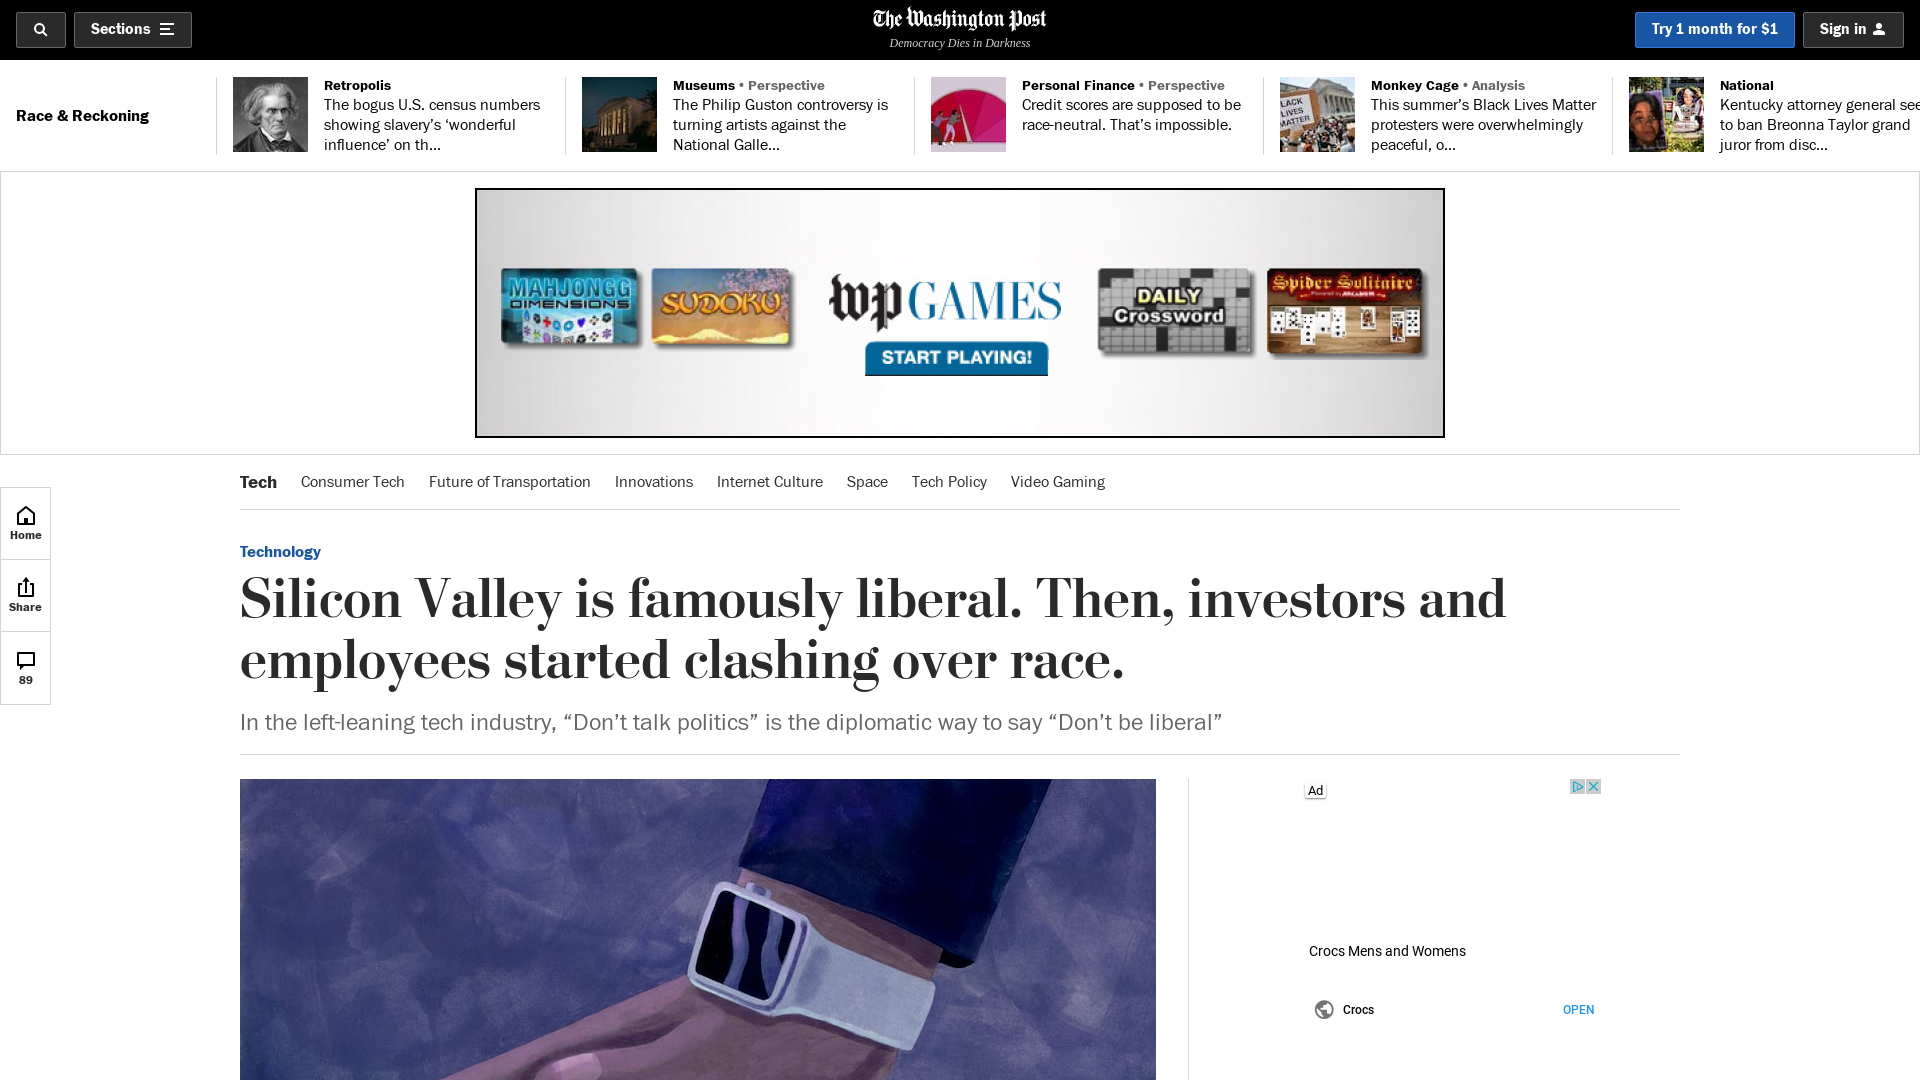 Sections
The Washington Post
Democracy Dies in Darkness
Try 1 month for $1
Sign in
Race & Reckoning
Retropolis
The bogus U.S. census numbers
showing slavery’s ‘wonderful
influence’ on th...
Museums • Perspective
The Philip Guston controversy is
turning artists against the
National Galle...
Personal Finance • Perspective
Credit scores are supposed to be
race-neutral. That’s impossible.
Monkey Cage • Analysis
This summer’s Black Lives Matter
protesters were overwhelmingly
peaceful, o...
LACK
LIVES
MATTER
National
Kentucky attorney general see
to ban Breonna Taylor grand
juror from disc...
MAHJONGG
DIMENSIONS
SUDOKU
wp GAMES
START PLAYING!
DAILY
Crossword
Spider Solitaire
Tech
Consumer Tech
Future of Transportation
Innovations
Internet Culture
Space
Tech Policy
Video Gaming
Home
Share
89
Technology
Silicon Valley is famously liberal. Then, investors and
employees started clashing over race.
In the left-leaning tech industry, “Don’t talk politics” is the diplomatic way to say “Don’t be liberal”
Ad
Crocs Mens and Womens
Crocs
OPEN